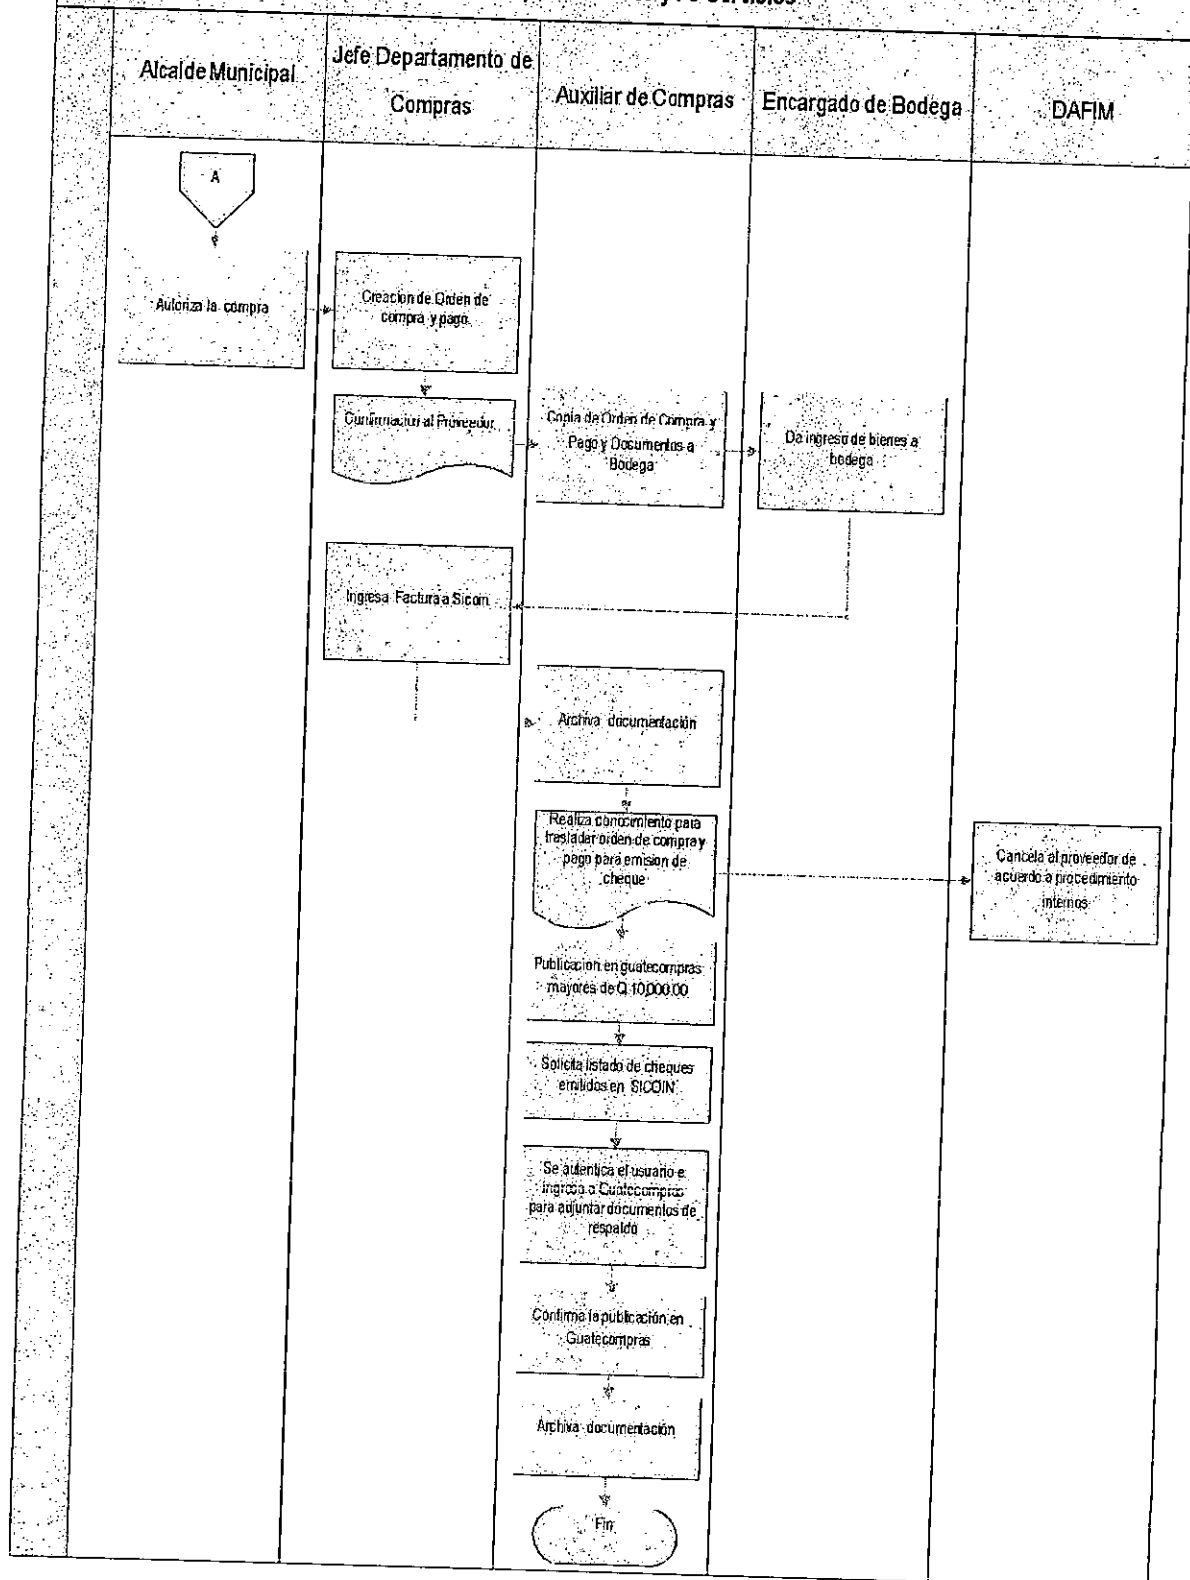 Alcalde Municipal
Jefe Departamento de
Compras
Auxiliar de Compras
Encargado de Bodega
DAFIM
A
Autoriza la compra
Creacion de Orden de
compra y pago
Confirmacion al Proveedor
Copia de Orden de Compra y
Pago y Documentos a
Bodega
Da ingreso de bienes a
bodega
Ingresa Factura a Sicoin
Archiva documentación
Realiza conocimiento para
trasladar orden de compra y
pago para emision de
cheque
Cancela al proveedor de
acuerdo a procedimiento
internos
Publicacion en guatecompras
mayores de Q 10,000.00
Solicita listado de cheques
emitidos en SICOIN
Se autentica el usuario e
ingresa a Guatecompras
para adjuntar documentos de
respaldo
Confirma la publicación en
Guatecompras
Archiva documentación
Fin